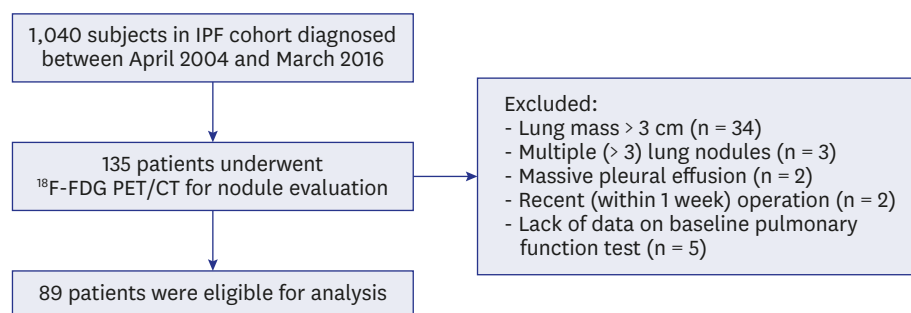 1,040 subjects in IPF cohort diagnosed
between April 2004 and March 2016
135 patients underwent
¹⁸F-FDG PET/CT for nodule evaluation
89 patients were eligible for analysis
Excluded:
- Lung mass > 3 cm (n = 34)
- Multiple (> 3) lung nodules (n = 3)
- Massive pleural effusion (n = 2)
- Recent (within 1 week) operation (n = 2)
- Lack of data on baseline pulmonary
function test (n = 5)